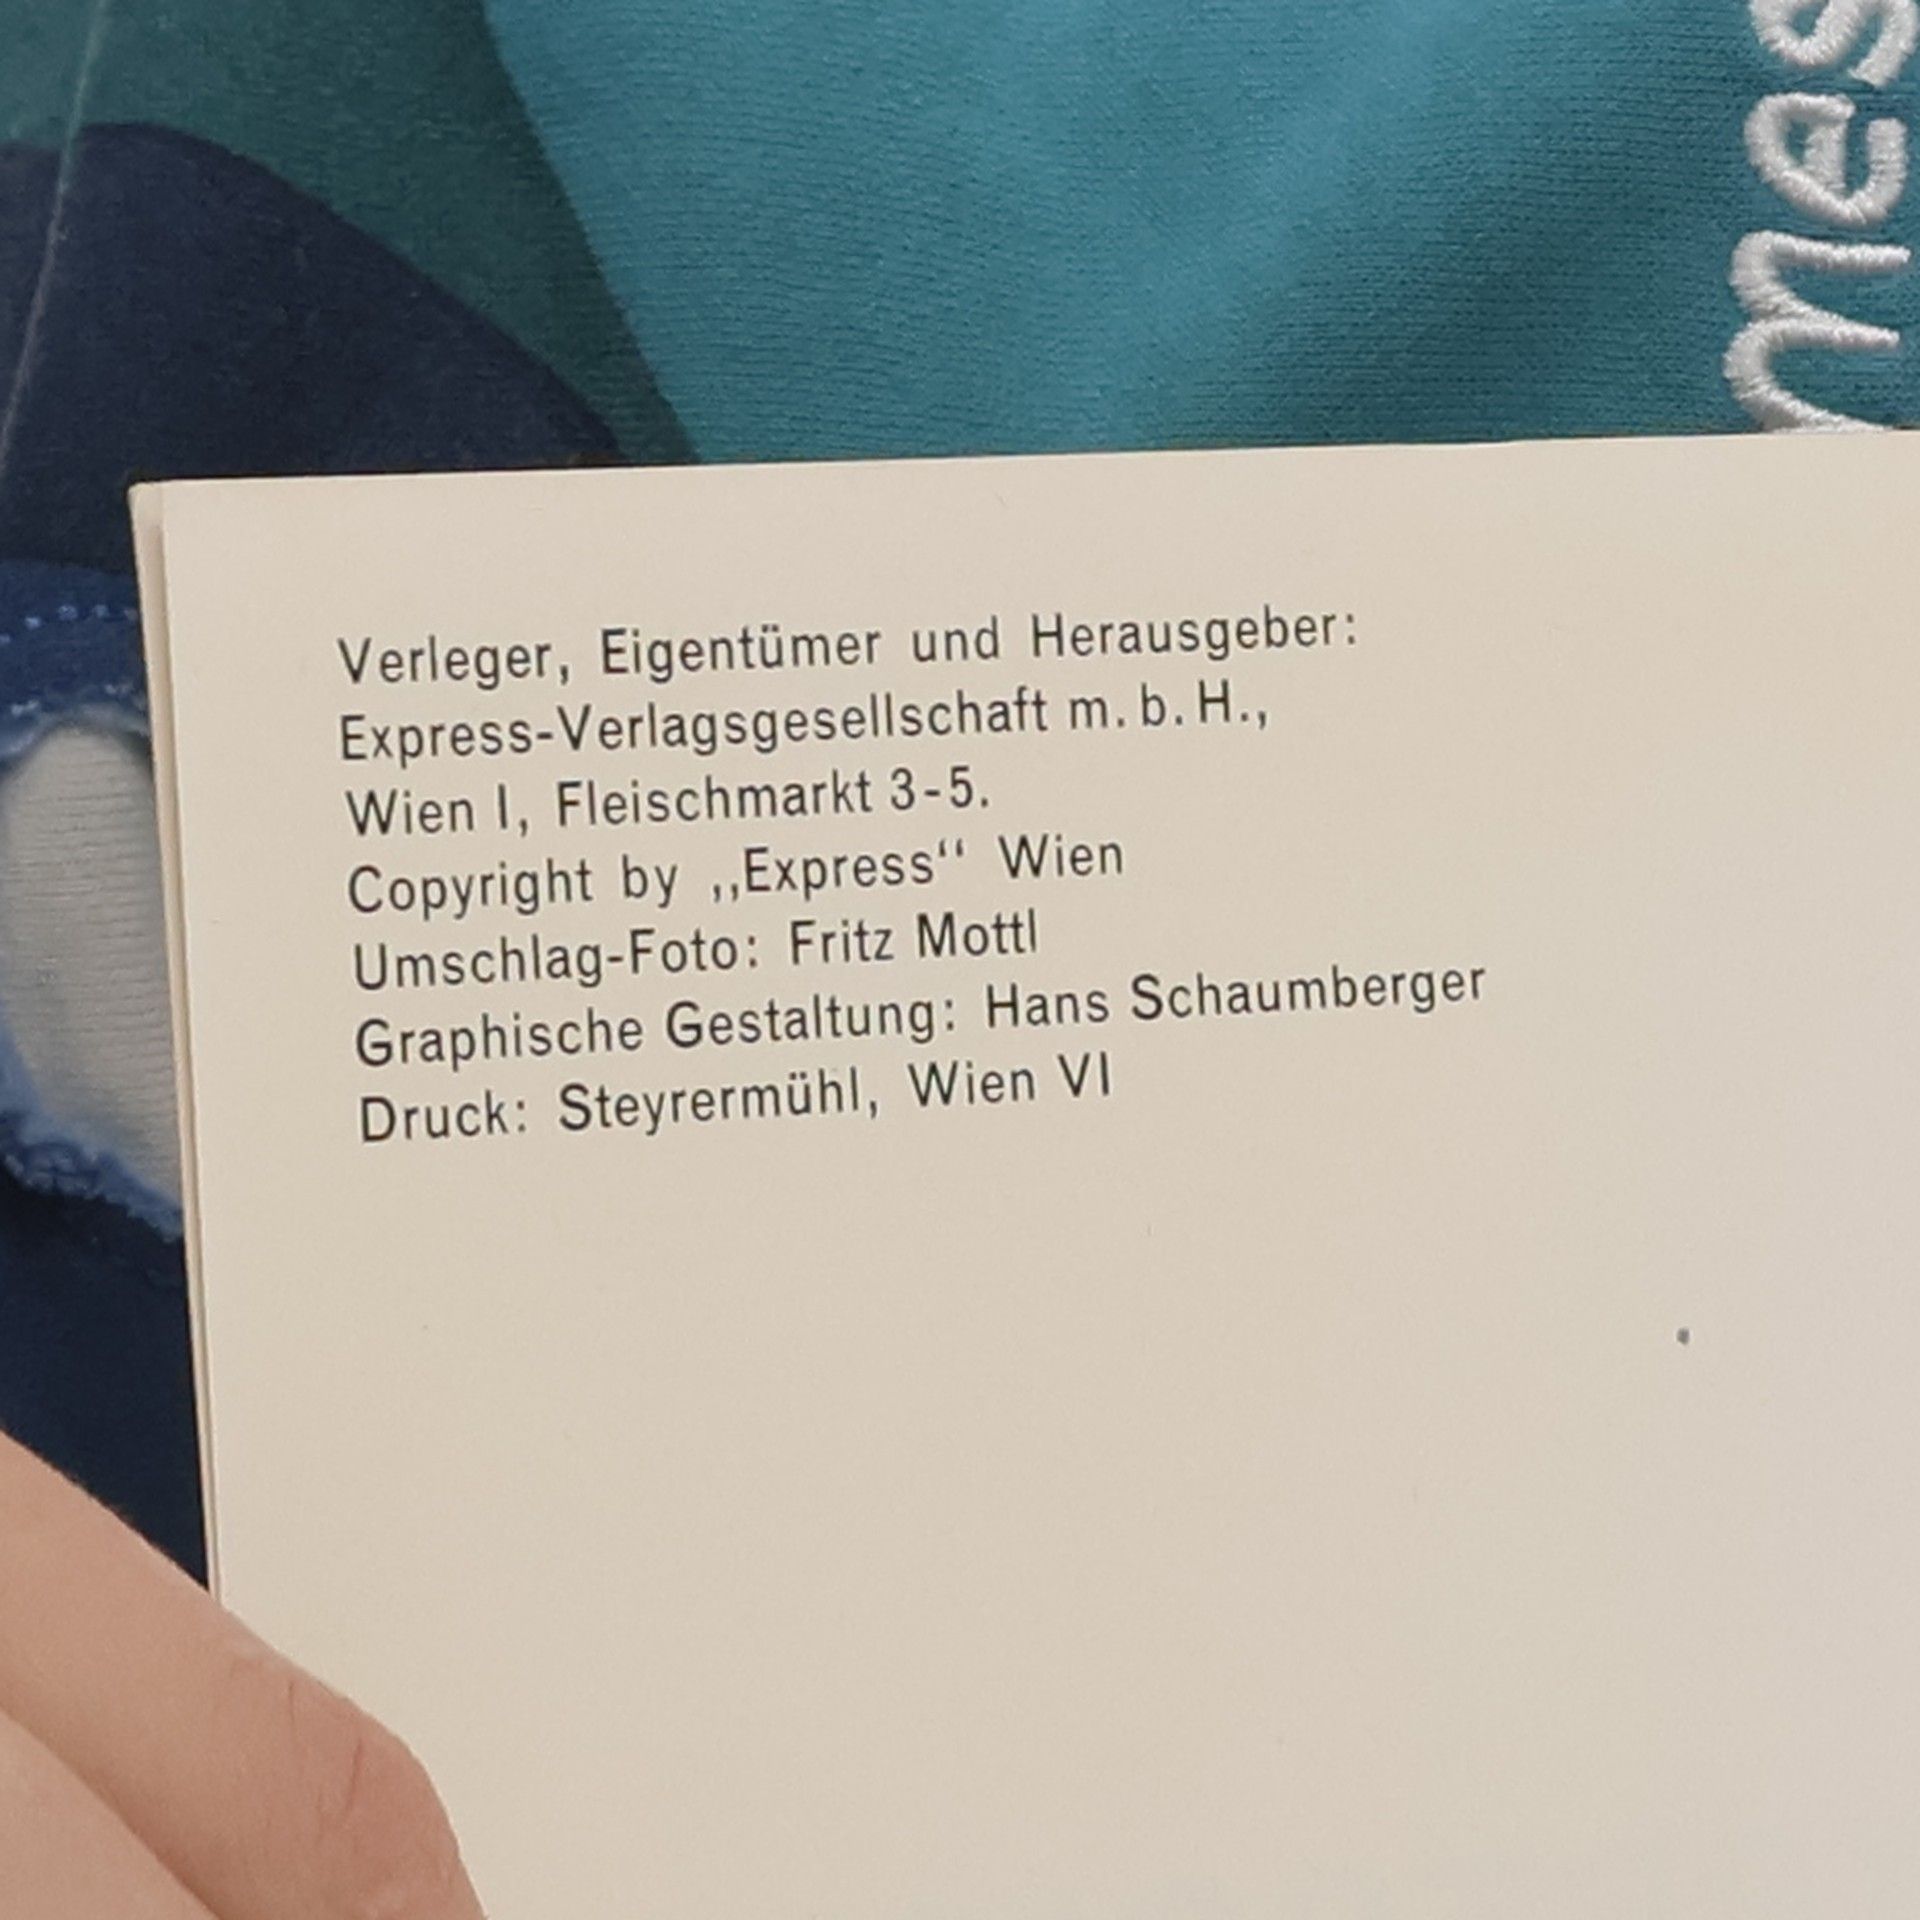 mes
Verleger, Eigentümer und Herausgeber:
Express-Verlagsgesellschaft m. b. H.,
Wien I, Fleischmarkt 3-5.
Copyright by ,,Express“ Wien
Umschlag-Foto: Fritz Mottl
Graphische Gestaltung: Hans Schaumberger
Druck: Steyrermühl, Wien VI